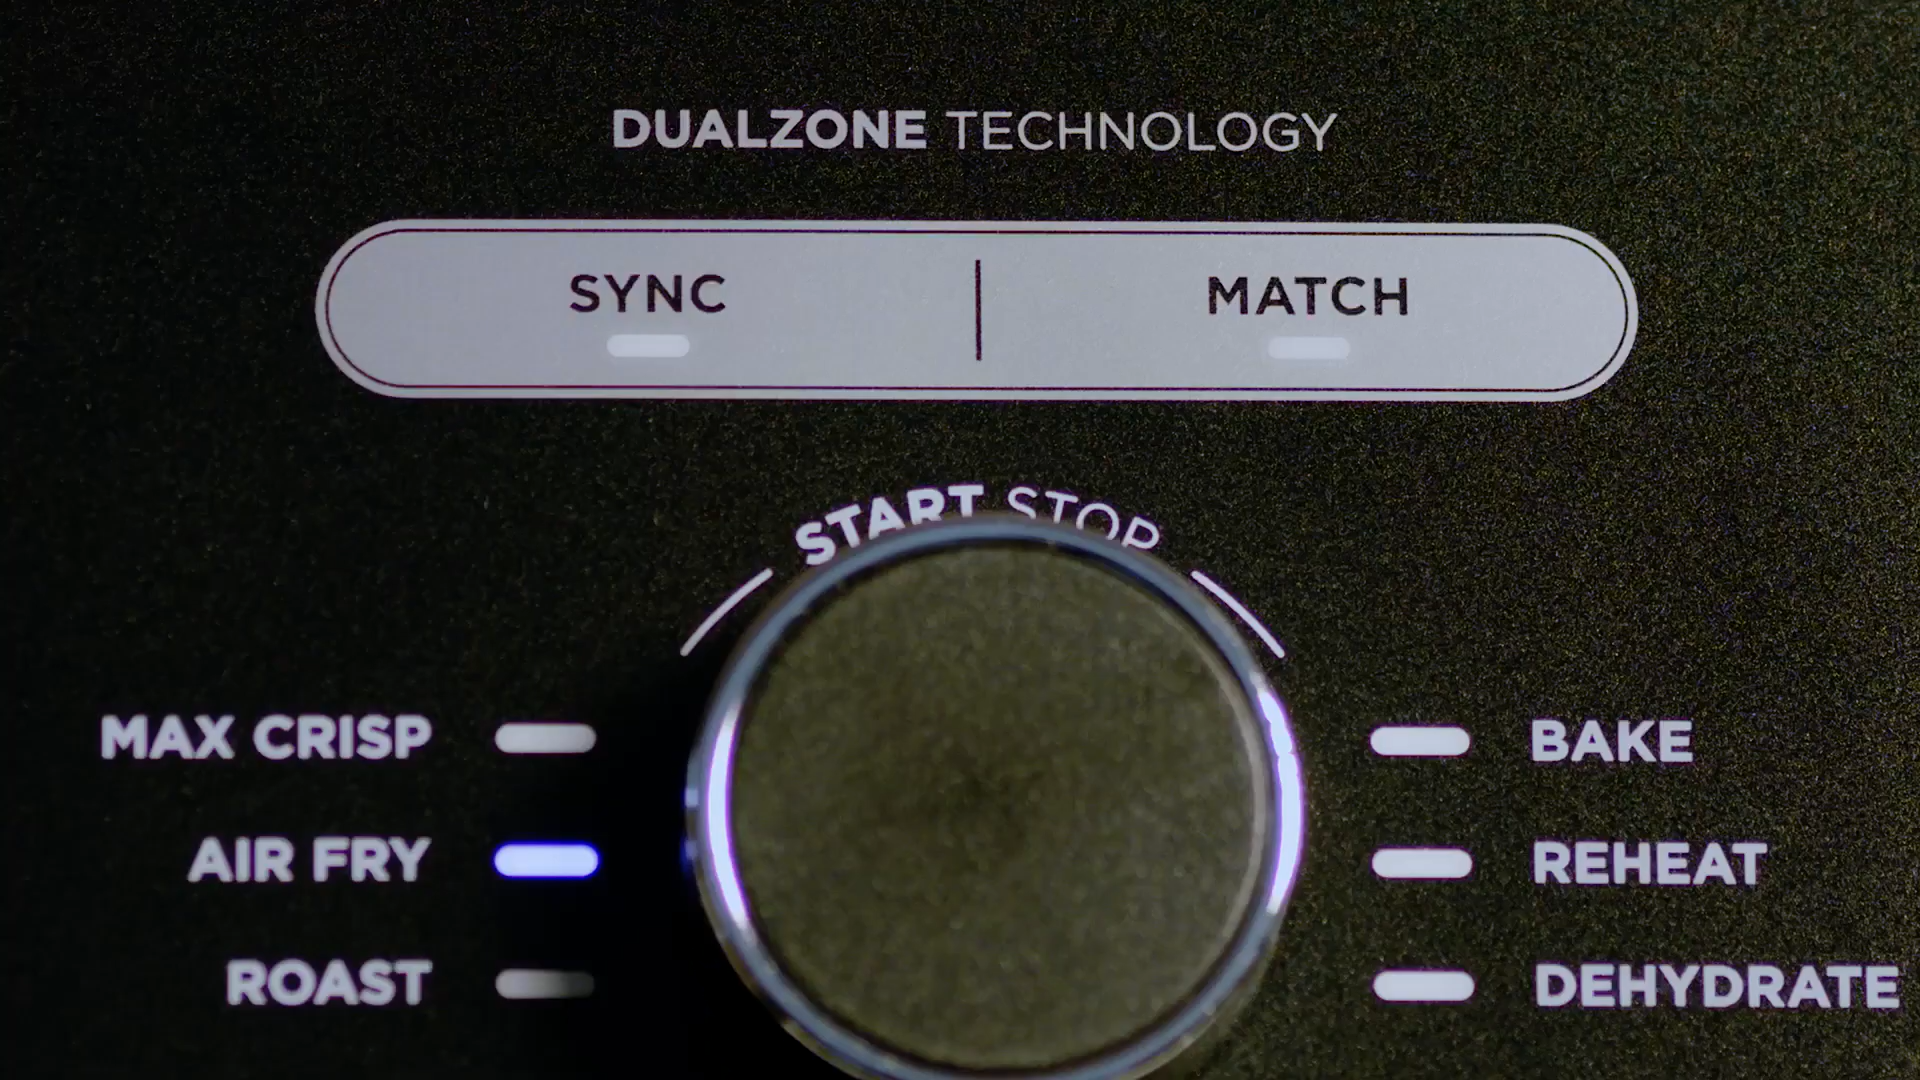 DUALZONE TECHNOLOGY
SYNC MATCH
START STOP
MAX CRISP
AIR FRY
ROAST
BAKE
REHEAT
DEHYDRATE